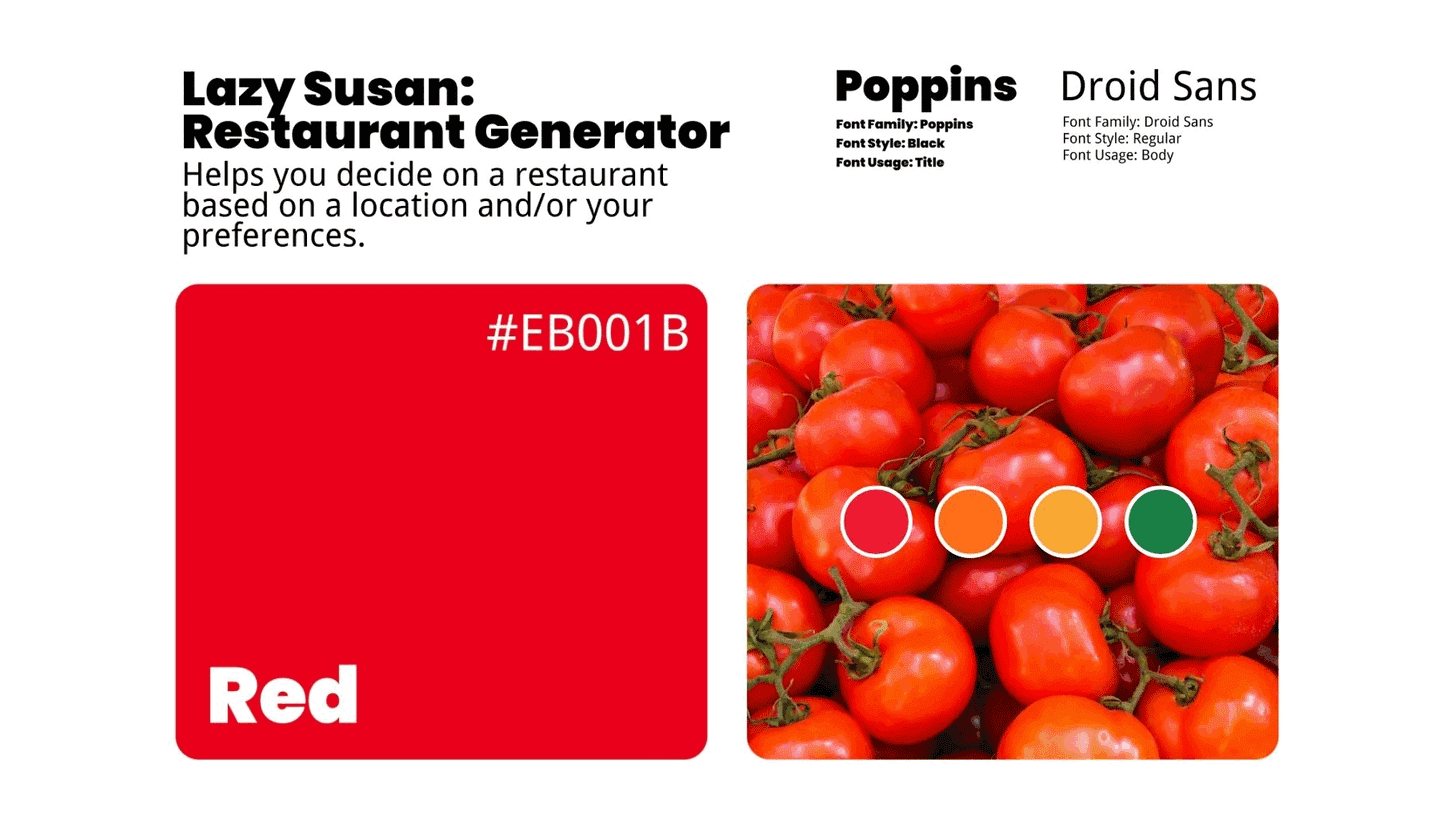 Lazy Susan:
Restaurant Generator
Helps you decide on a restaurant
based on a location and/or your
preferences.
Poppins
Font Family: Poppins
Font Style: Black
Font Usage: Title
Droid Sans
Font Family: Droid Sans
Font Style: Regular
Font Usage: Body
#EB001B
Red